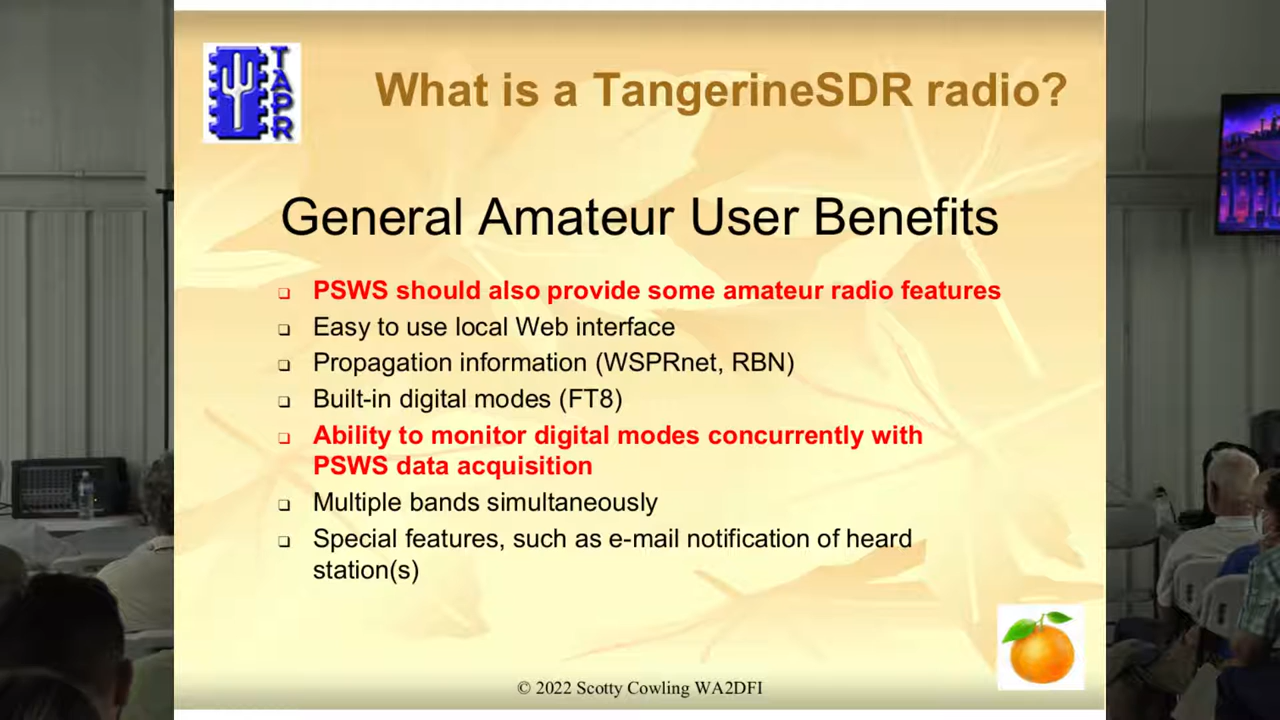 TAPR
What is a TangerineSDR radio?
General Amateur User Benefits
PSWS should also provide some amateur radio features
Easy to use local Web interface
Propagation information (WSPRnet, RBN)
Built-in digital modes (FT8)
Ability to monitor digital modes concurrently with
PSWS data acquisition
Multiple bands simultaneously
Special features, such as e-mail notification of heard
station(s)
© 2022 Scotty Cowling WA2DFI